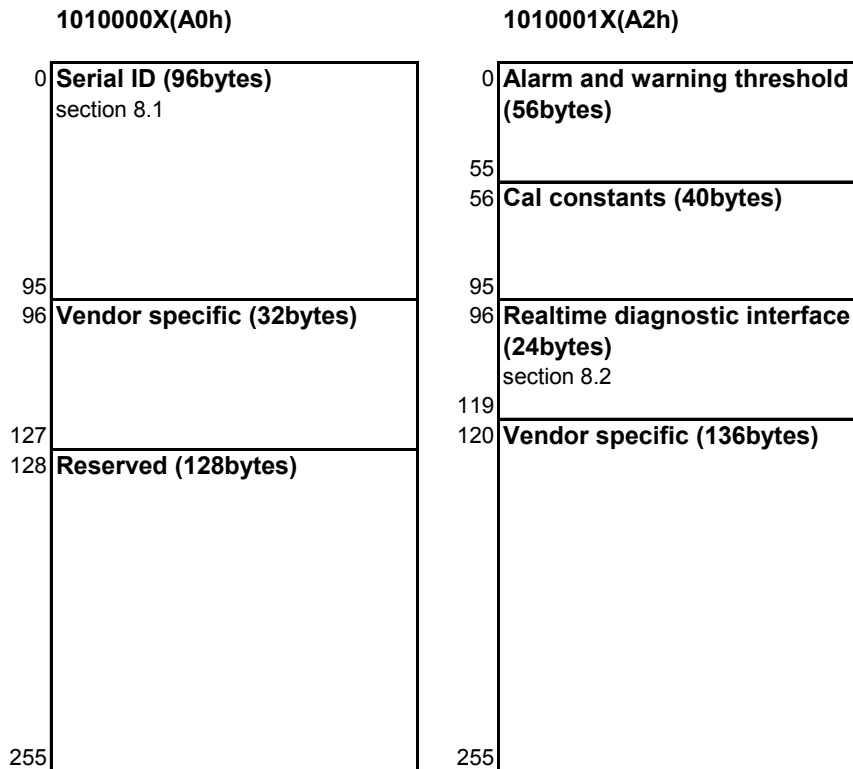 1010000X(A0h)
0 Serial ID (96bytes)
section 8.1
95
96 Vendor specific (32bytes)
127
128 Reserved (128bytes)
255
1010001X(A2h)
0 Alarm and warning threshold
(56bytes)
55
56 Cal constants (40bytes)
95
96 Realtime diagnostic interface
(24bytes)
section 8.2
119
120 Vendor specific (136bytes)
255